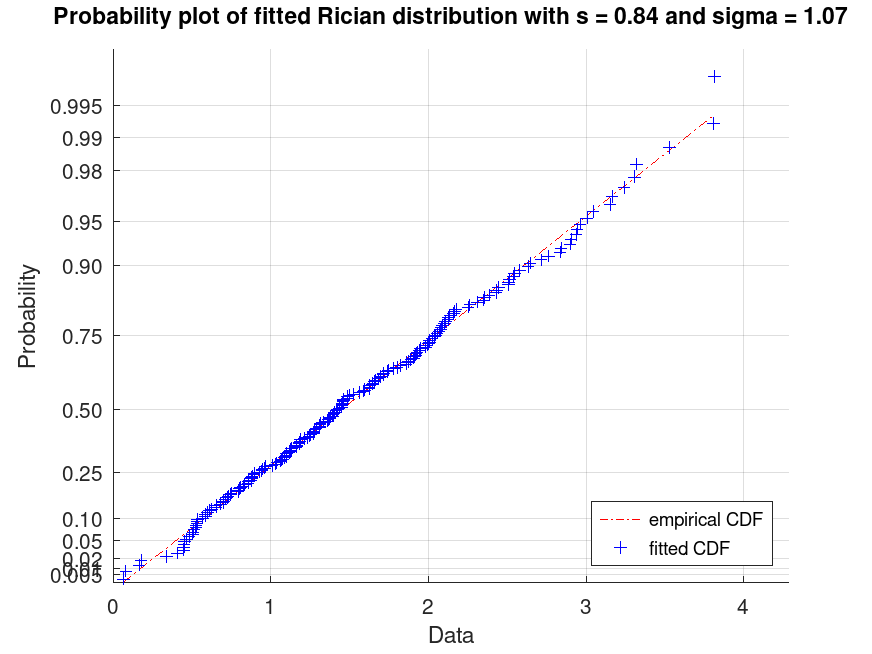 Probability plot of fitted Rician distribution with s = 0.84 and sigma = 1.07
0.995
0.99
0.98
0.95
0.90
0.75
0.50
0.25
0.10
0.05
0.02
0.01
0.005
Probability
empirical CDF
fitted CDF
0 1 2 3 4
Data